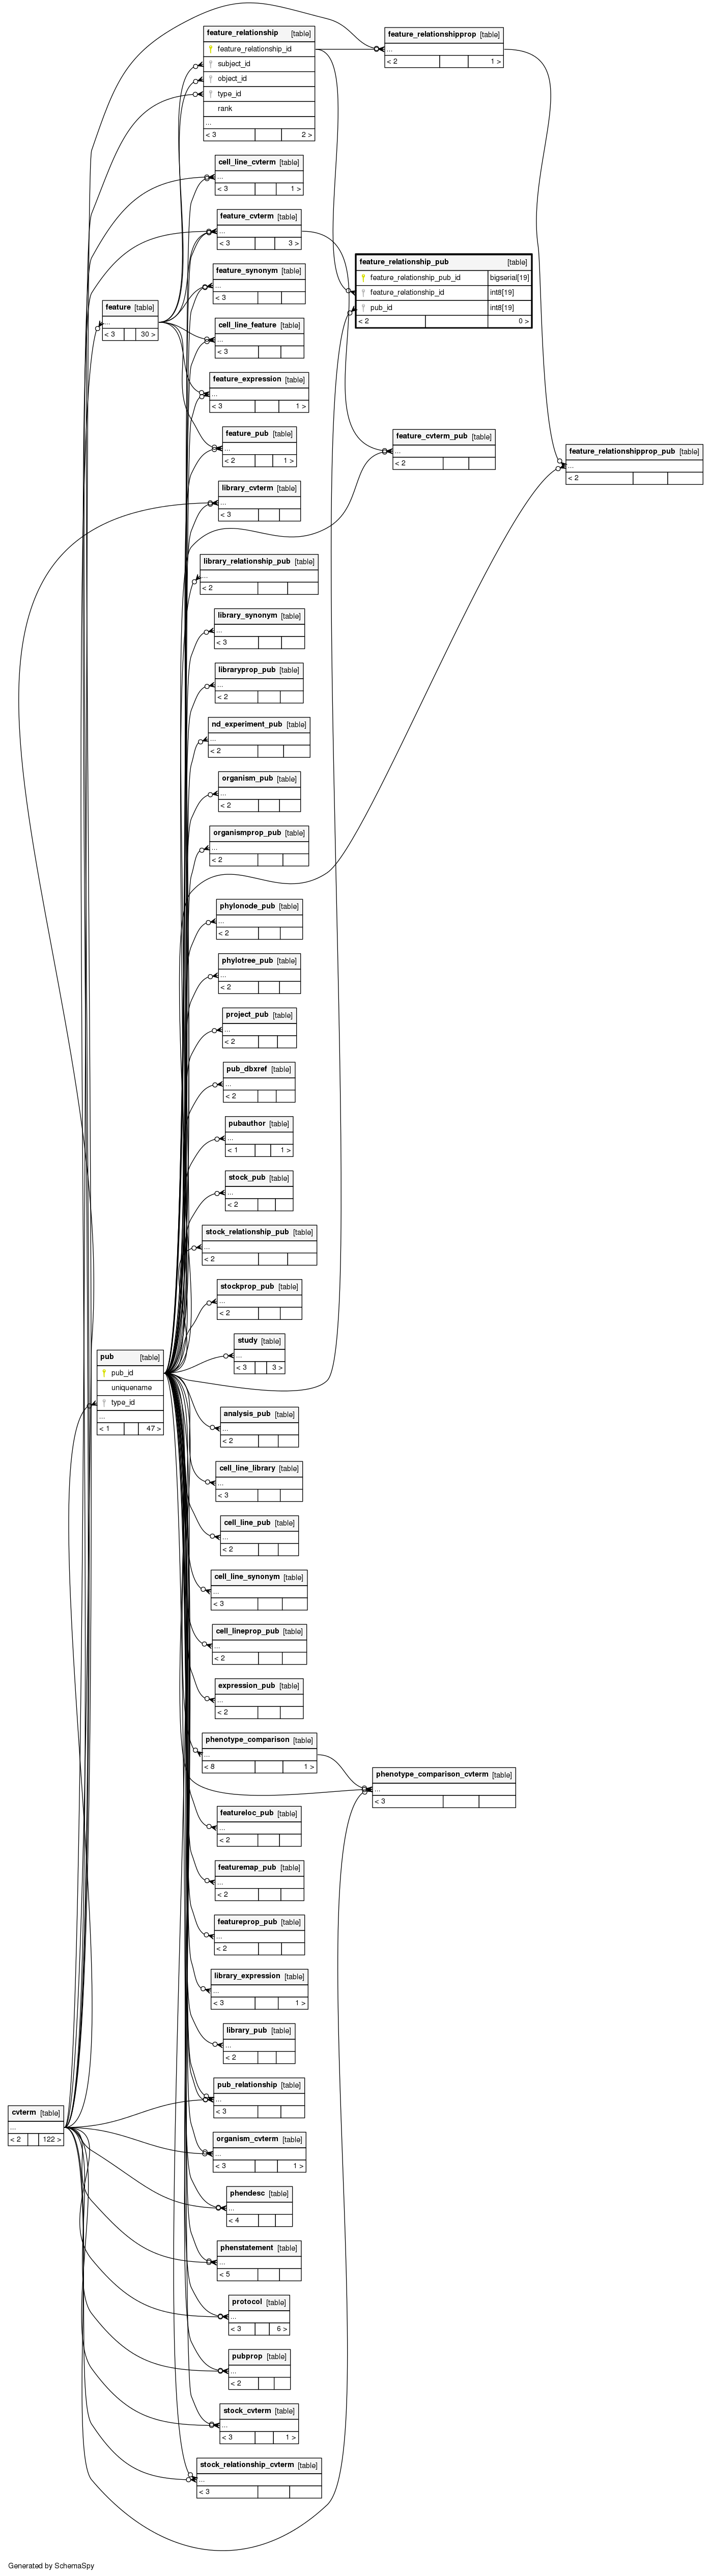 feature_relationship [table]
feature_relationship_id
subject_id
object_id
type_id
rank
...
< 3 2 >
feature_relationshipprop [table]
...
< 2 1 >
cell_line_cvterm [table]
...
< 3 1 >
feature_cvterm [table]
...
< 3 3 >
feature_relationship_pub [table]
feature_relationship_pub_id bigserial[19]
feature_relationship_id int8[19]
pub_id int8[19]
< 2 0 >
feature_synonym [table]
...
< 3
feature [table]
...
< 3 30 >
cell_line_feature [table]
...
< 3
feature_expression [table]
...
< 3 1 >
feature_pub [table]
...
< 2 1 >
feature_cvterm_pub [table]
...
< 2
feature_relationshipprop_pub [table]
...
< 2
library_cvterm [table]
...
< 3
library_relationship_pub [table]
...
< 2
library_synonym [table]
...
< 3
libraryprop_pub [table]
...
< 2
nd_experiment_pub [table]
...
< 2
organism_pub [table]
...
< 2
organismprop_pub [table]
...
< 2
phylonode_pub [table]
...
< 2
phylotree_pub [table]
...
< 2
project_pub [table]
...
< 2
pub_dbxref [table]
...
< 2
pubauthor [table]
...
< 1 1 >
stock_pub [table]
...
< 2
stock_relationship_pub [table]
...
< 2
stockprop_pub [table]
...
< 2
study [table]
...
< 3 3 >
pub [table]
pub_id
uniquename
type_id
...
< 1 47 >
analysis_pub [table]
...
< 2
cell_line_library [table]
...
< 3
cell_line_pub [table]
...
< 2
cell_line_synonym [table]
...
< 3
cell_lineprop_pub [table]
...
< 2
expression_pub [table]
...
< 2
phenotype_comparison [table]
...
< 8 1 >
phenotype_comparison_cvterm [table]
...
< 3
featureloc_pub [table]
...
< 2
featuremap_pub [table]
...
< 2
featureprop_pub [table]
...
< 2
library_expression [table]
...
< 3 1 >
library_pub [table]
...
< 2
pub_relationship [table]
...
< 3
cvterm [table]
...
< 2 122 >
organism_cvterm [table]
...
< 3 1 >
phendesc [table]
...
< 4
phenstatement [table]
...
< 5
protocol [table]
...
< 3 6 >
pubprop [table]
...
< 2
stock_cvterm [table]
...
< 3 1 >
stock_relationship_cvterm [table]
...
< 3
Generated by SchemaSpy